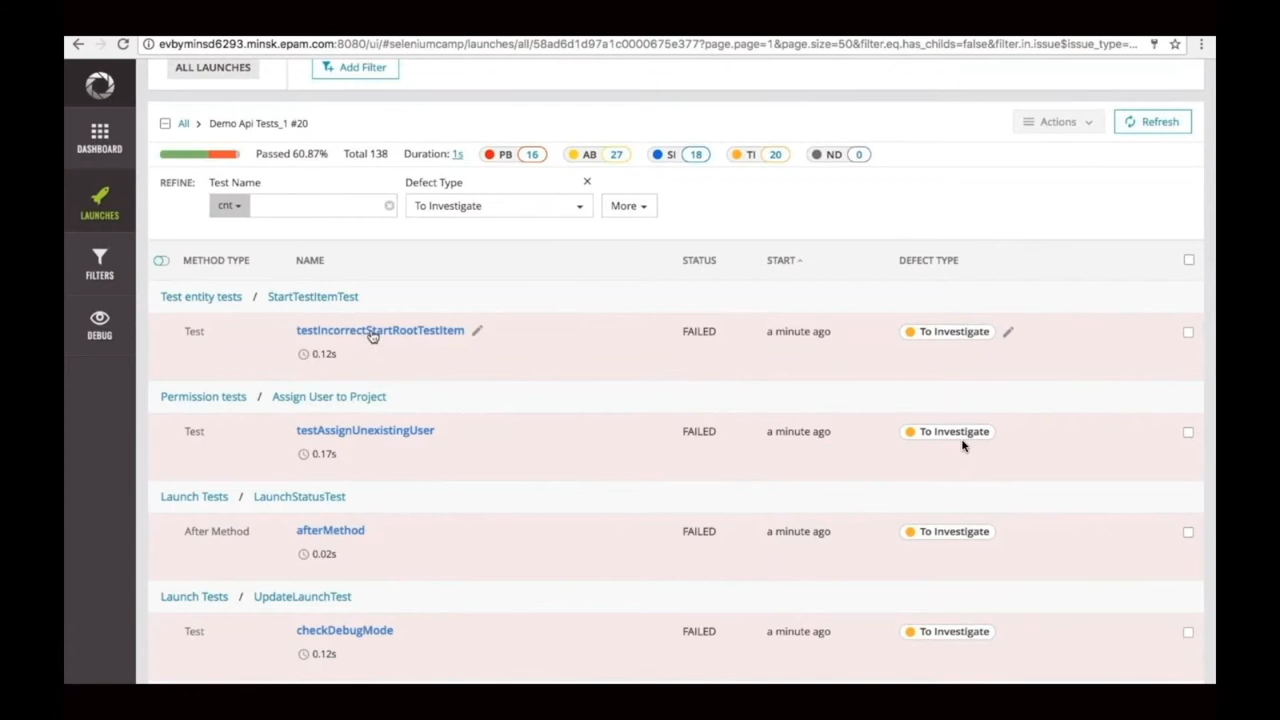 evbyminsd6293.minsk.epam.com:8080/ui/#seleniumcamp/launches/all/58ad6d1d97a1c0000675e377?page.page=1&page.size=50&filter.eq.has_childs=false&filter.in.issue$issue_type=...
ALL LAUNCHES Add Filter
All > Demo Api Tests_1 #20 Actions Refresh
Passed 60.87% Total 138 Duration: 1s PB 16 AB 27 SI 18 TI 20 ND 0
REFINE: Test Name Defect Type ×
cnt To Investigate More
DASHBOARD
LAUNCHES
FILTERS
DEBUG
METHOD TYPE NAME STATUS START DEFECT TYPE
Test entity tests / StartTestItemTest
Test testIncorrectStartRootTestItem FAILED a minute ago To Investigate
0.12s
Permission tests / Assign User to Project
Test testAssignUnexistingUser FAILED a minute ago To Investigate
0.17s
Launch Tests / LaunchStatusTest
After Method afterMethod FAILED a minute ago To Investigate
0.02s
Launch Tests / UpdateLaunchTest
Test checkDebugMode FAILED a minute ago To Investigate
0.12s